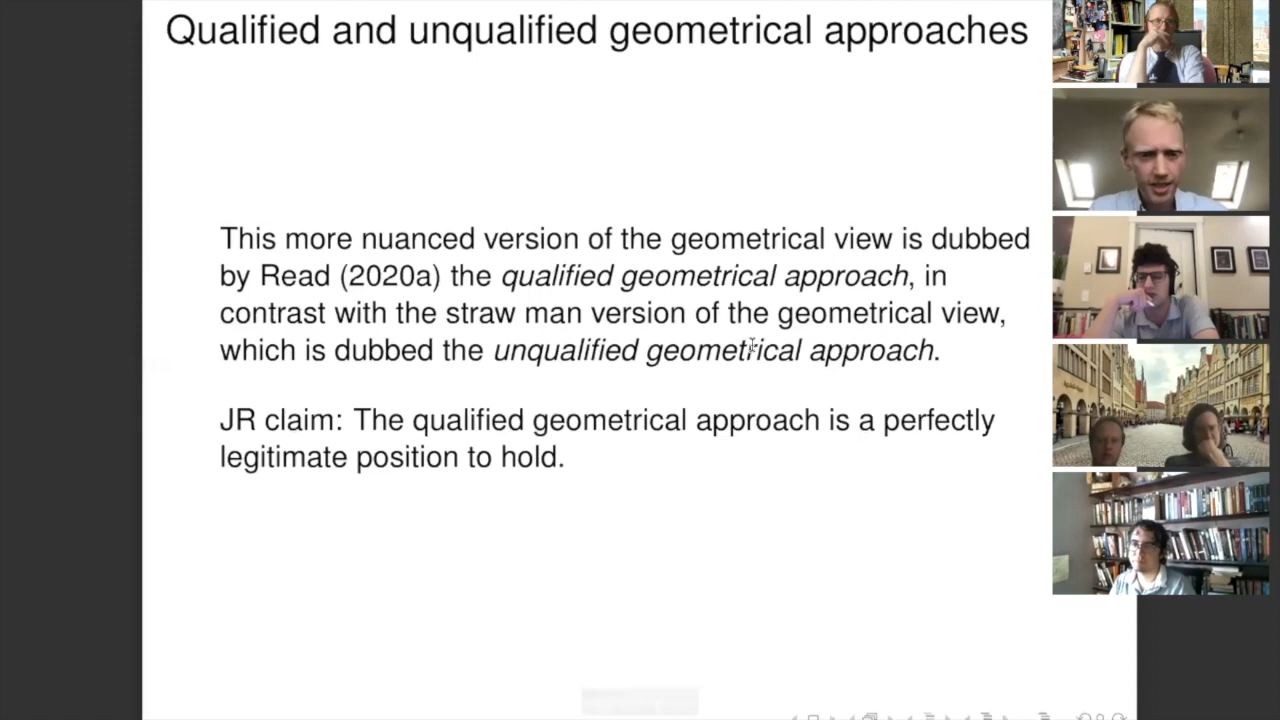 Qualified and unqualified geometrical approaches
This more nuanced version of the geometrical view is dubbed
by Read (2020a) the qualified geometrical approach, in
contrast with the straw man version of the geometrical view,
which is dubbed the unqualified geometrical approach.
JR claim: The qualified geometrical approach is a perfectly
legitimate position to hold.